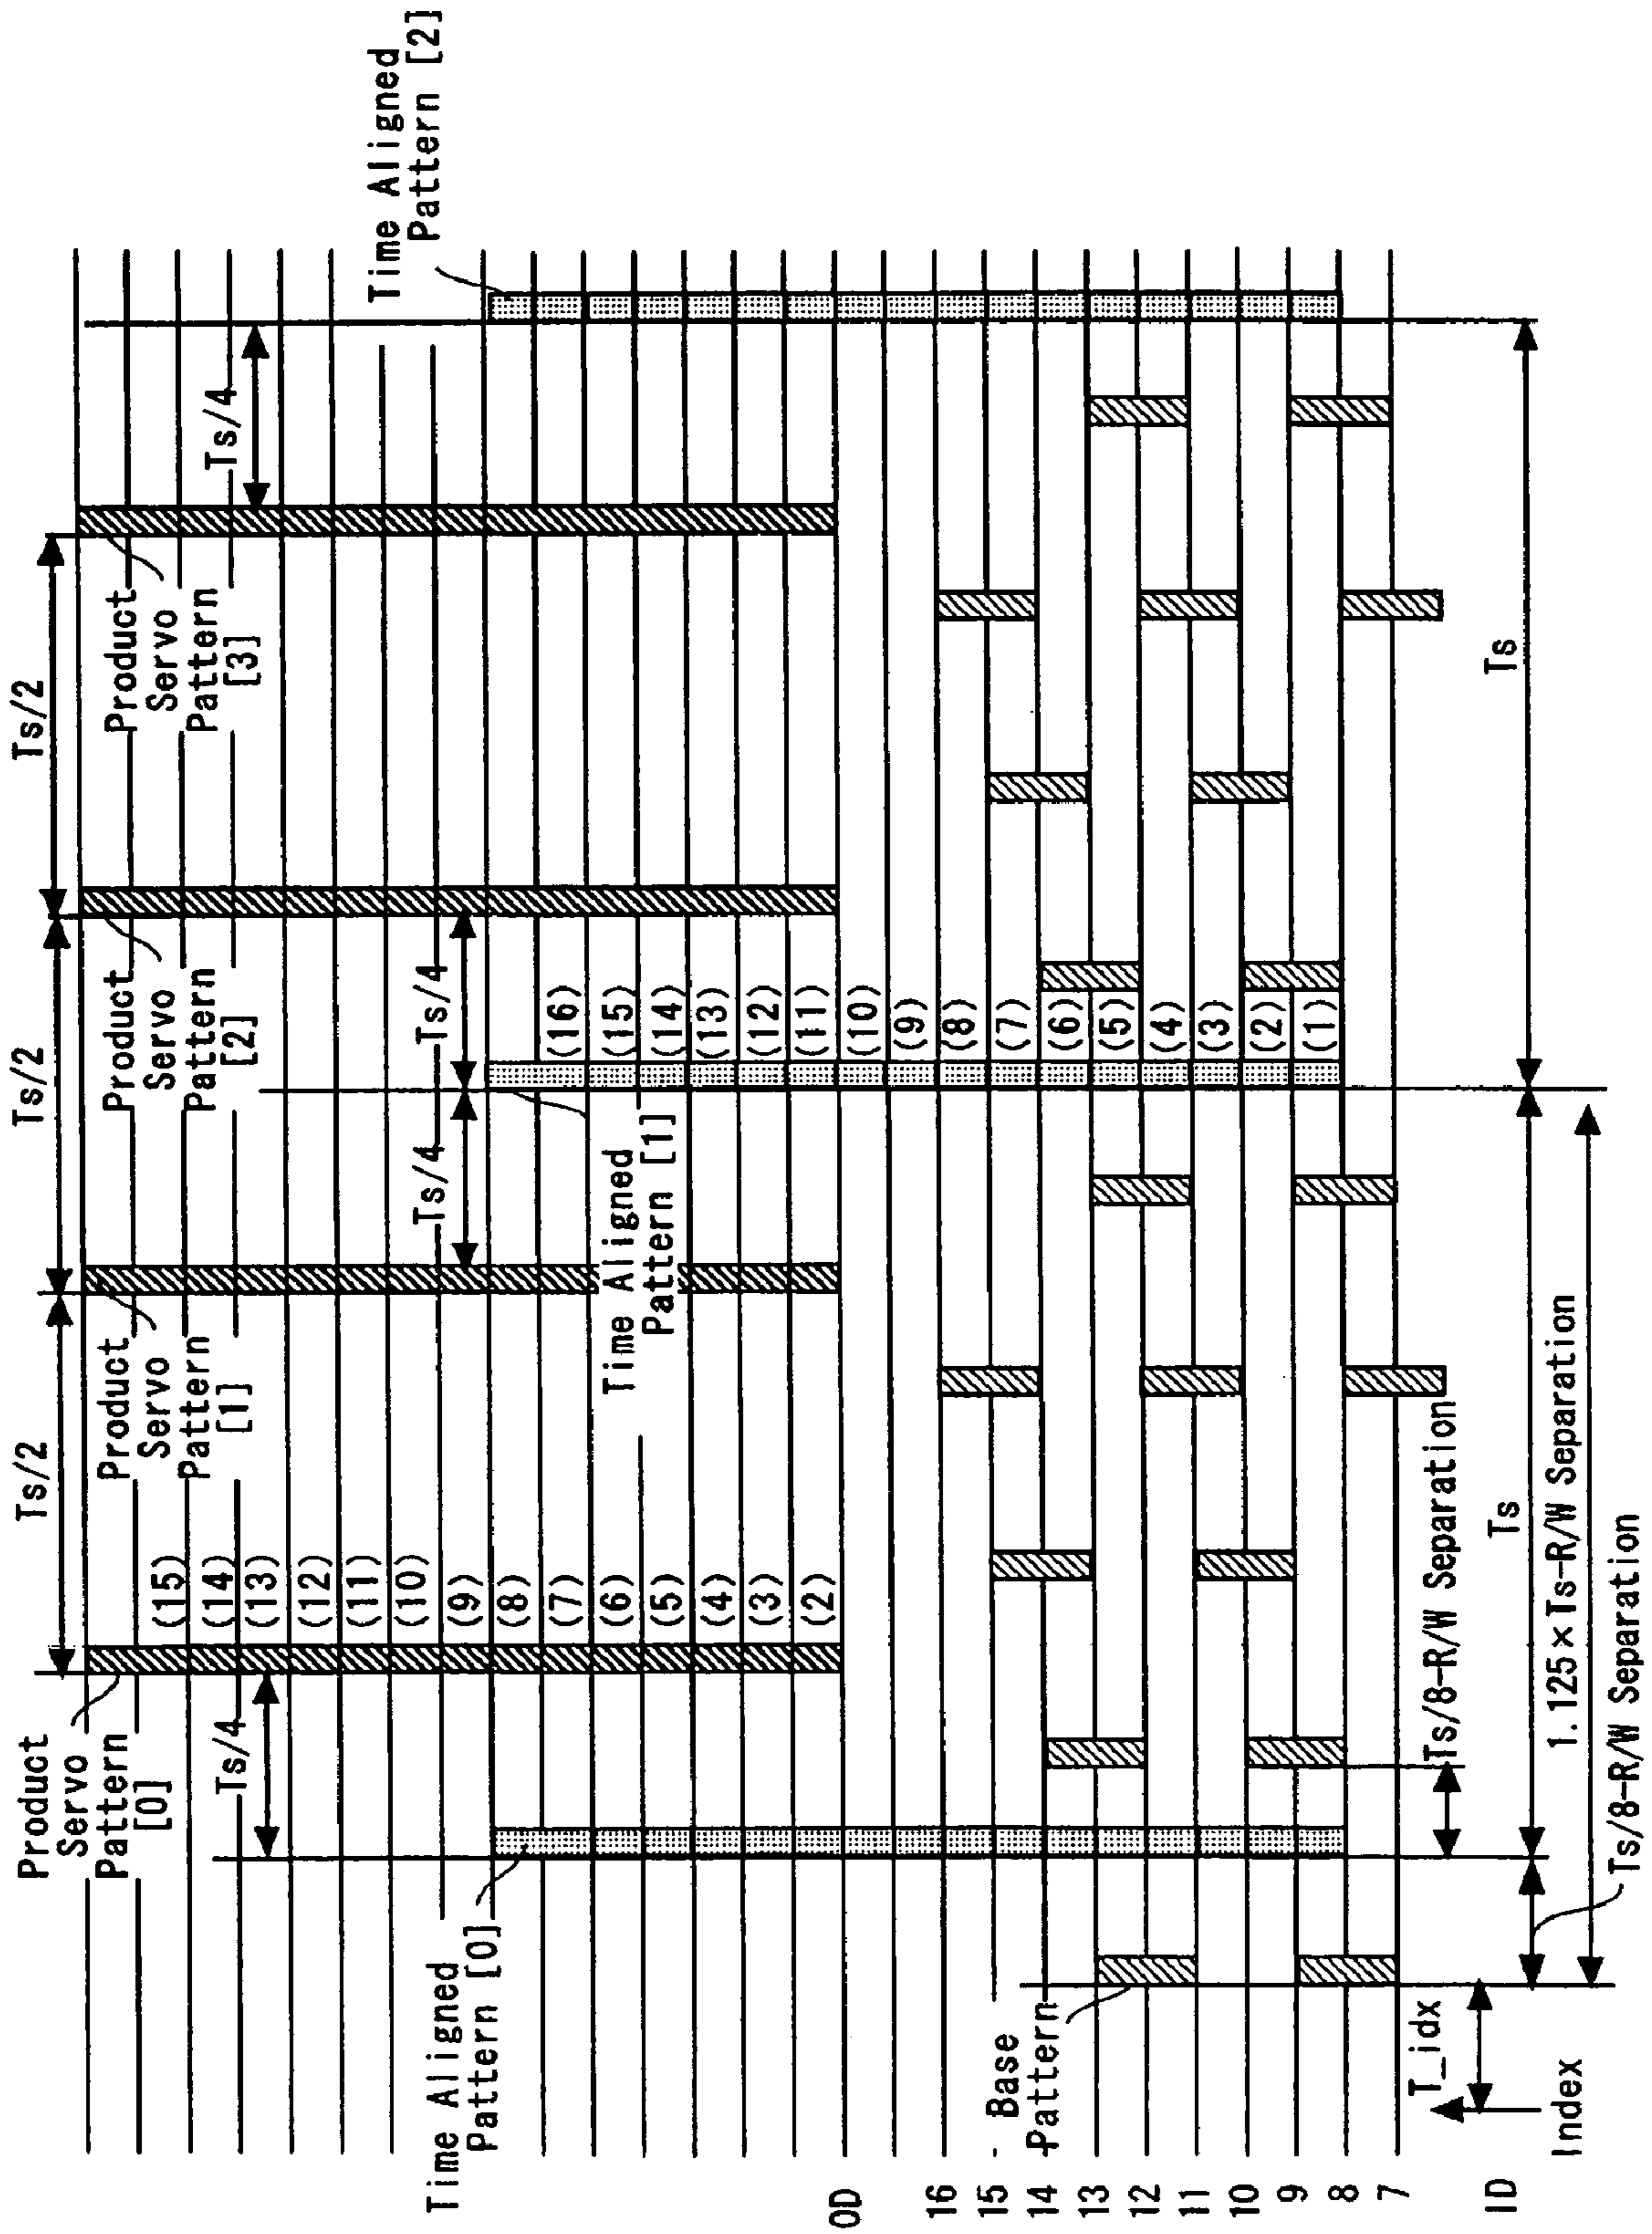 Ts/2
Ts/2
Ts/2
Product
Servo
Pattern
[0]
Product
Servo
Pattern
[1]
Product
Servo
Pattern
[2]
Product
Servo
Pattern
[3]
Ts/4
Ts/4
Ts/4
Ts/4
Time Aligned
Pattern [0]
Time Aligned
Pattern [1]
Time Aligned
Pattern [2]
(15)
(14)
(13)
(12)
(11)
(10)
(9)
(8)
(7)
(6)
(5)
(4)
(3)
(2)
(16)
(15)
(14)
(13)
(12)
(11)
(10)
(9)
(8)
(7)
(6)
(5)
(4)
(3)
(2)
(1)
OD
16
15
14
13
12
11
10
9
8
7
ID
Base
Pattern
T_idx
Index
Ts/8-R/W Separation
Ts
Ts
1.125×Ts-R/W Separation
Ts/8-R/W Separation